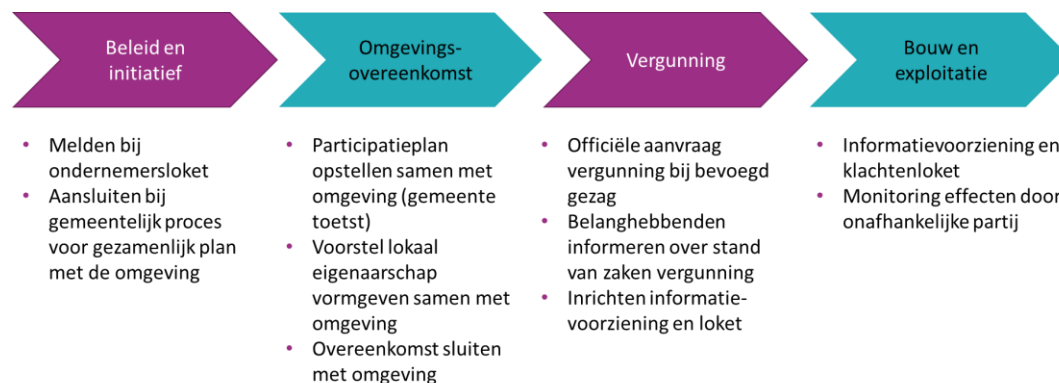 Beleid en
initiatief
Omgevings-
overeenkomst
Vergunning
Bouw en
exploitatie
• Melden bij
ondernemersloket
• Aansluiten bij
gemeentelijk proces
voor gezamenlijk plan
met de omgeving
• Participatieplan
opstellen samen met
omgeving (gemeente
toetst)
• Voorstel lokaal
eigenaarschap
vormgeven samen met
omgeving
• Overeenkomst sluiten
met omgeving
• Officiële aanvraag
vergunning bij bevoegd
gezag
• Belanghebbenden
informeren over stand
van zaken vergunning
• Inrichten informatie-
voorziening en loket
• Informatievoorziening en
klachtenloket
• Monitoring effecten door
onafhankelijke partij